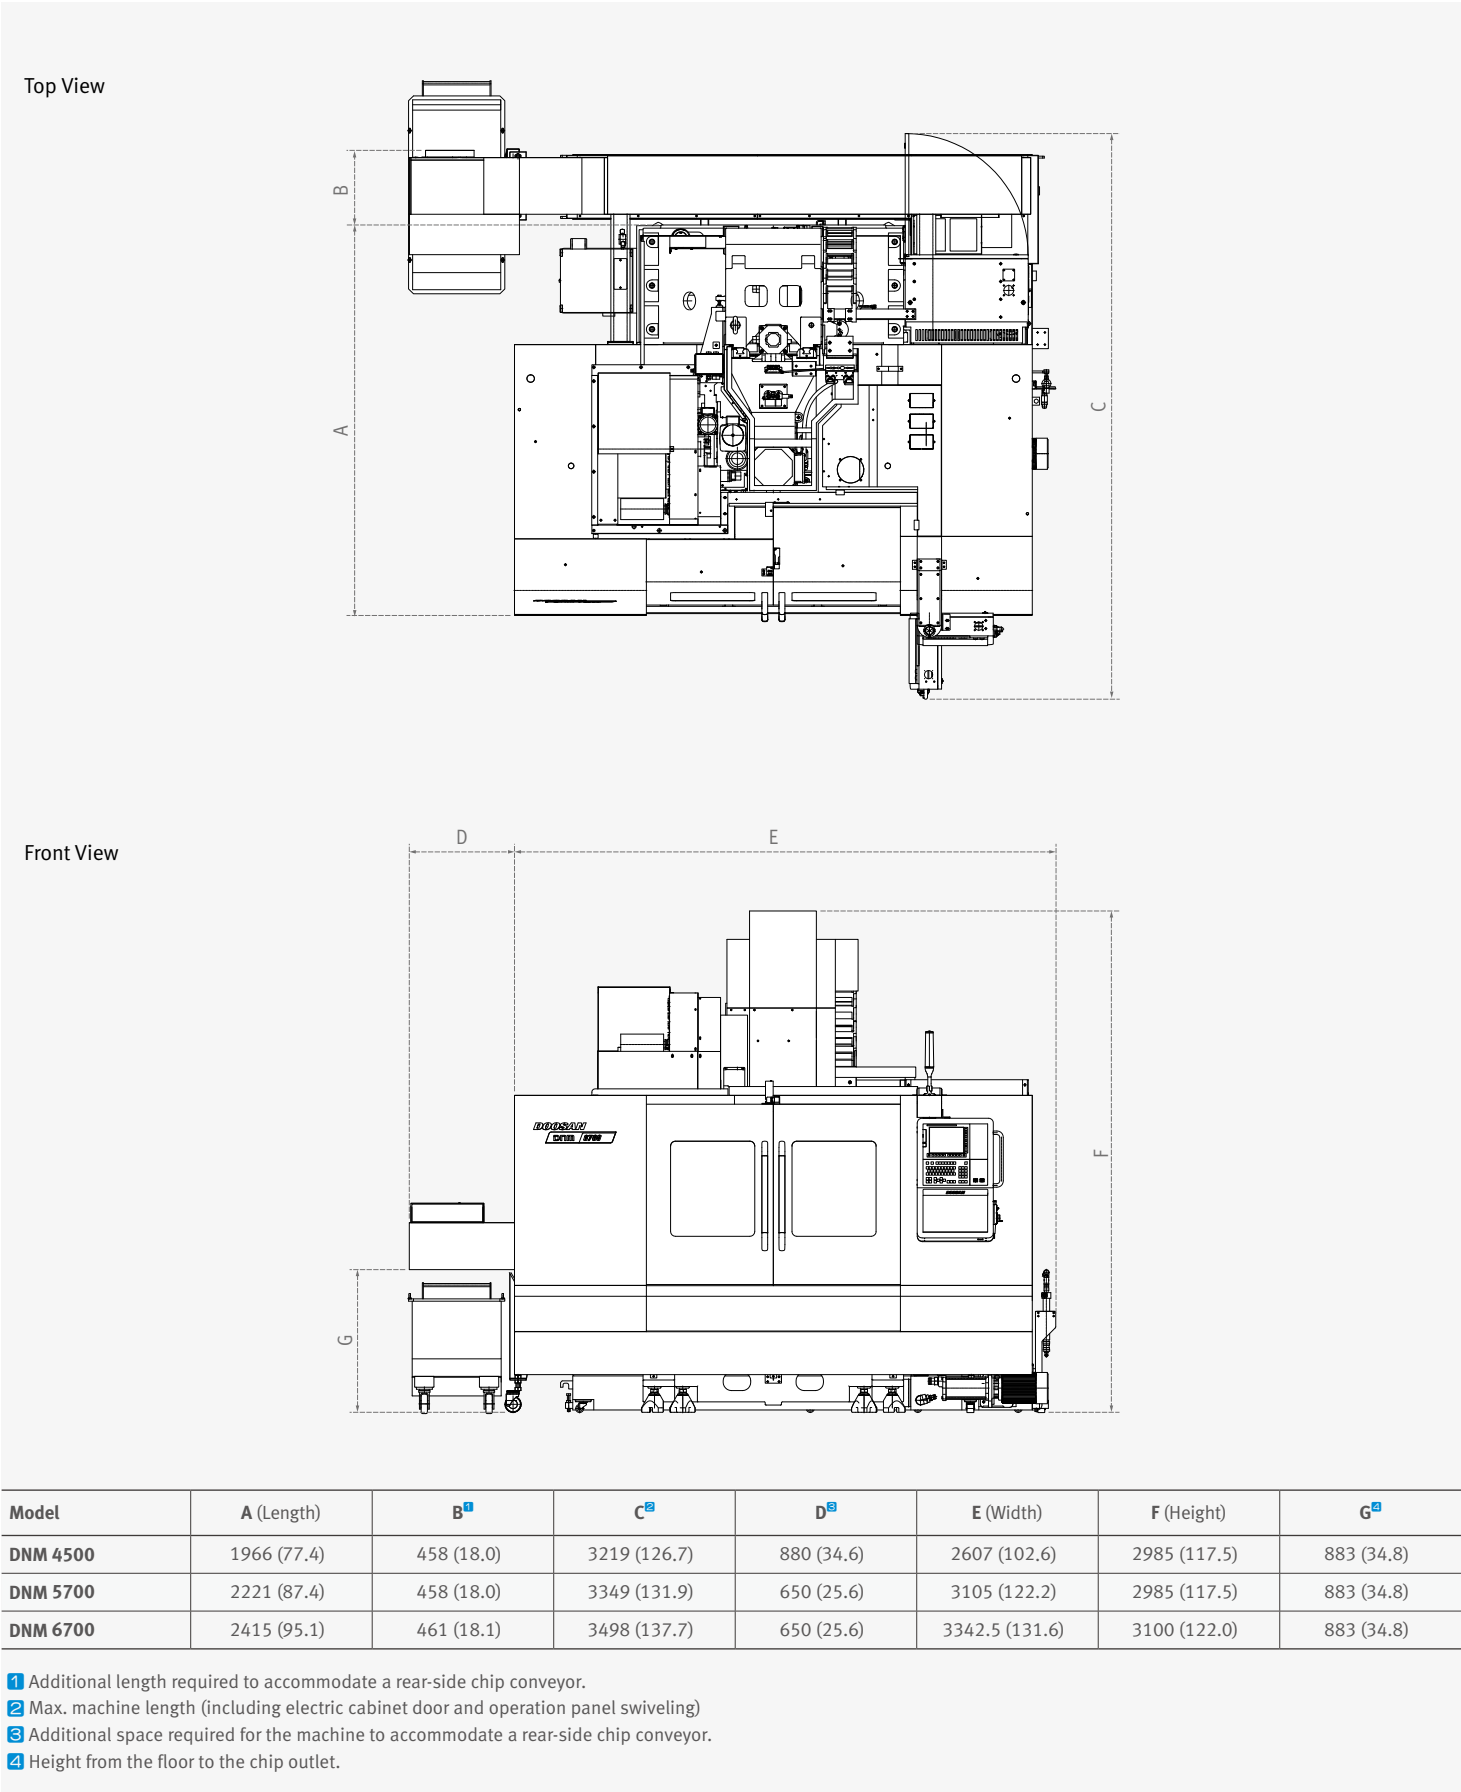 Top View
B
A
C
Front View
D E
DOOSAN
DNM 5700
F
G
Model A (Length) B1 C2 D3 E (Width) F (Height) G4
DNM 4500 1966 (77.4) 458 (18.0) 3219 (126.7) 880 (34.6) 2607 (102.6) 2985 (117.5) 883 (34.8)
DNM 5700 2221 (87.4) 458 (18.0) 3349 (131.9) 650 (25.6) 3105 (122.2) 2985 (117.5) 883 (34.8)
DNM 6700 2415 (95.1) 461 (18.1) 3498 (137.7) 650 (25.6) 3342.5 (131.6) 3100 (122.0) 883 (34.8)
1 Additional length required to accommodate a rear-side chip conveyor.
2 Max. machine length (including electric cabinet door and operation panel swiveling)
3 Additional space required for the machine to accommodate a rear-side chip conveyor.
4 Height from the floor to the chip outlet.